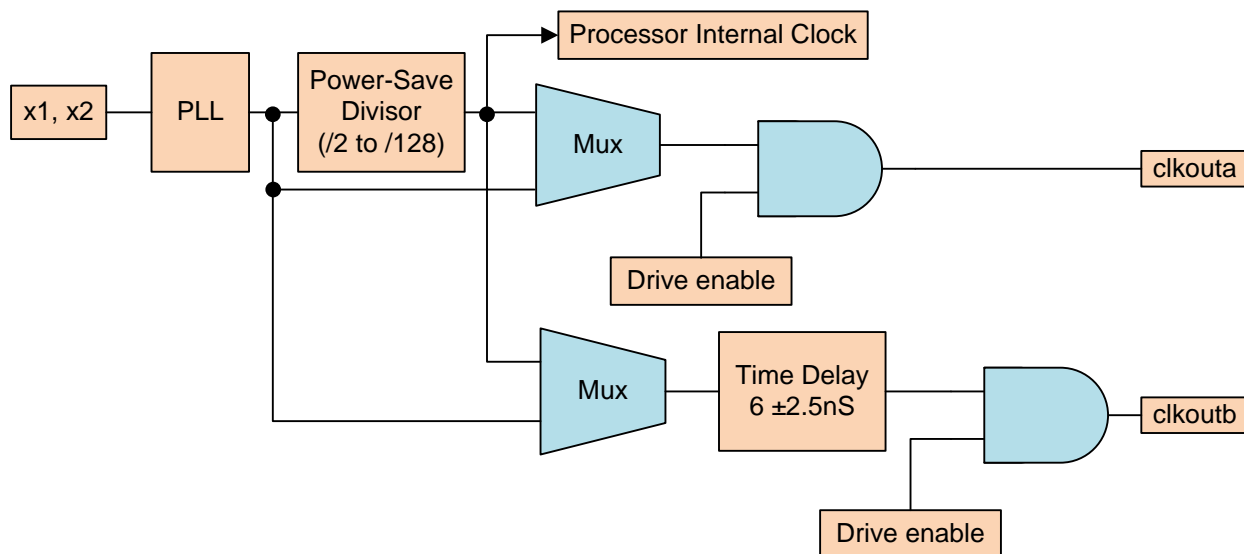 Processor Internal Clock
x1, x2
PLL
Power-Save
Divisor
(/2 to /128)
Mux
clkouta
Drive enable
Mux
Time Delay
6 ±2.5nS
clkoutb
Drive enable